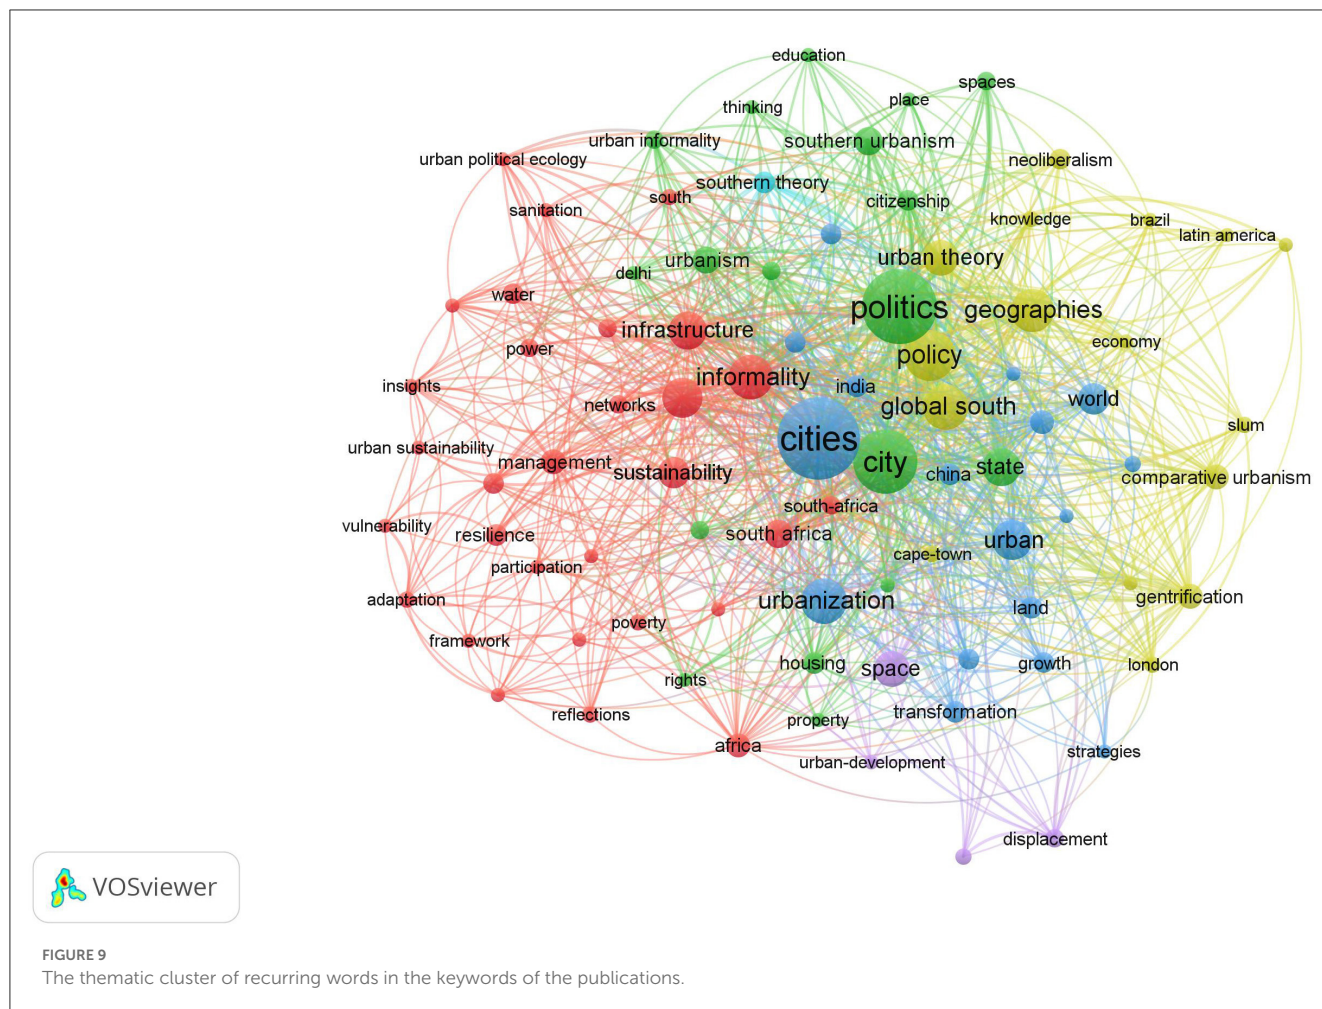 education
spaces
place
thinking
urban informality
southern urbanism
neoliberalism
urban political ecology
southern theory
south
citizenship
sanitation
knowledge
brazil
latin america
urbanism
urban theory
delhi
water
politics
geographies
infrastructure
economy
power
policy
informality
india
insights
world
networks
global south
slum
cities
urban sustainability
management
sustainability
city
china
state
comparative urbanism
south-africa
vulnerability
resilience
south africa
urban
cape-town
participation
adaptation
urbanization
land
gentrification
poverty
framework
housing
space
growth
london
rights
reflections
property
transformation
africa
urban-development
strategies
displacement
VOSviewer
FIGURE 9
The thematic cluster of recurring words in the keywords of the publications.